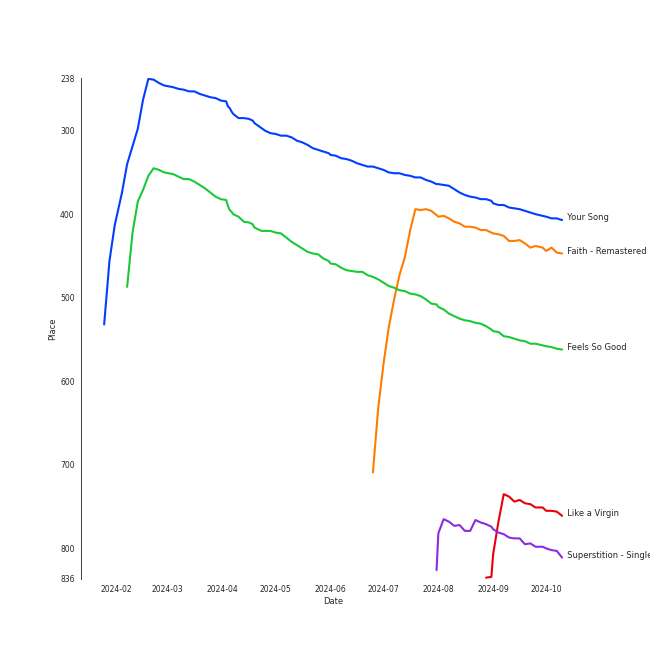 238
300
400
500
600
700
800
836
Place
Your Song
Faith - Remastered
Feels So Good
Like a Virgin
Superstition - Single
2024-02 2024-03 2024-04 2024-05 2024-06 2024-07 2024-08 2024-09 2024-10
Date